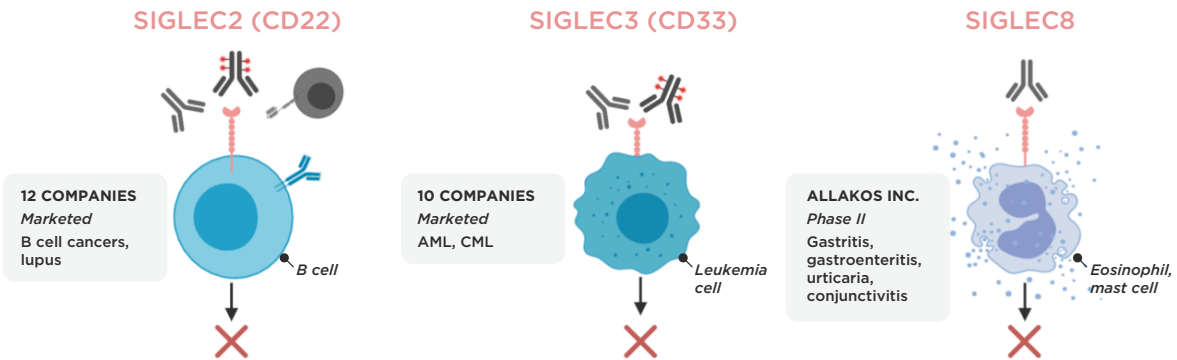 SIGLEC2 (CD22)
12 COMPANIES
Marketed
B cell cancers,
lupus
B cell
SIGLEC3 (CD33)
10 COMPANIES
Marketed
AML, CML
Leukemia
cell
SIGLEC8
ALLAKOS INC.
Phase II
Gastritis,
gastroenteritis,
urticaria,
conjunctivitis
Eosinophil,
mast cell